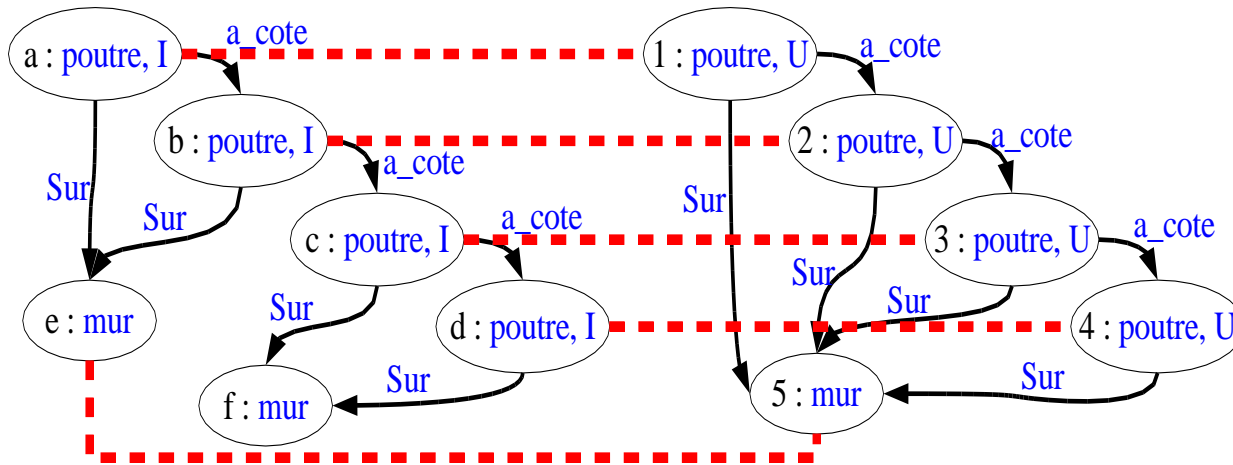 a : poutre, I
a_cote
1 : poutre, U
a_cote
b : poutre, I
a_cote
2 : poutre, U
a_cote
Sur
Sur
c : poutre, I
a_cote
Sur
3 : poutre, U
a_cote
Sur
Sur
Sur
e : mur
d : poutre, I
4 : poutre, U
Sur
Sur
f : mur
5 : mur